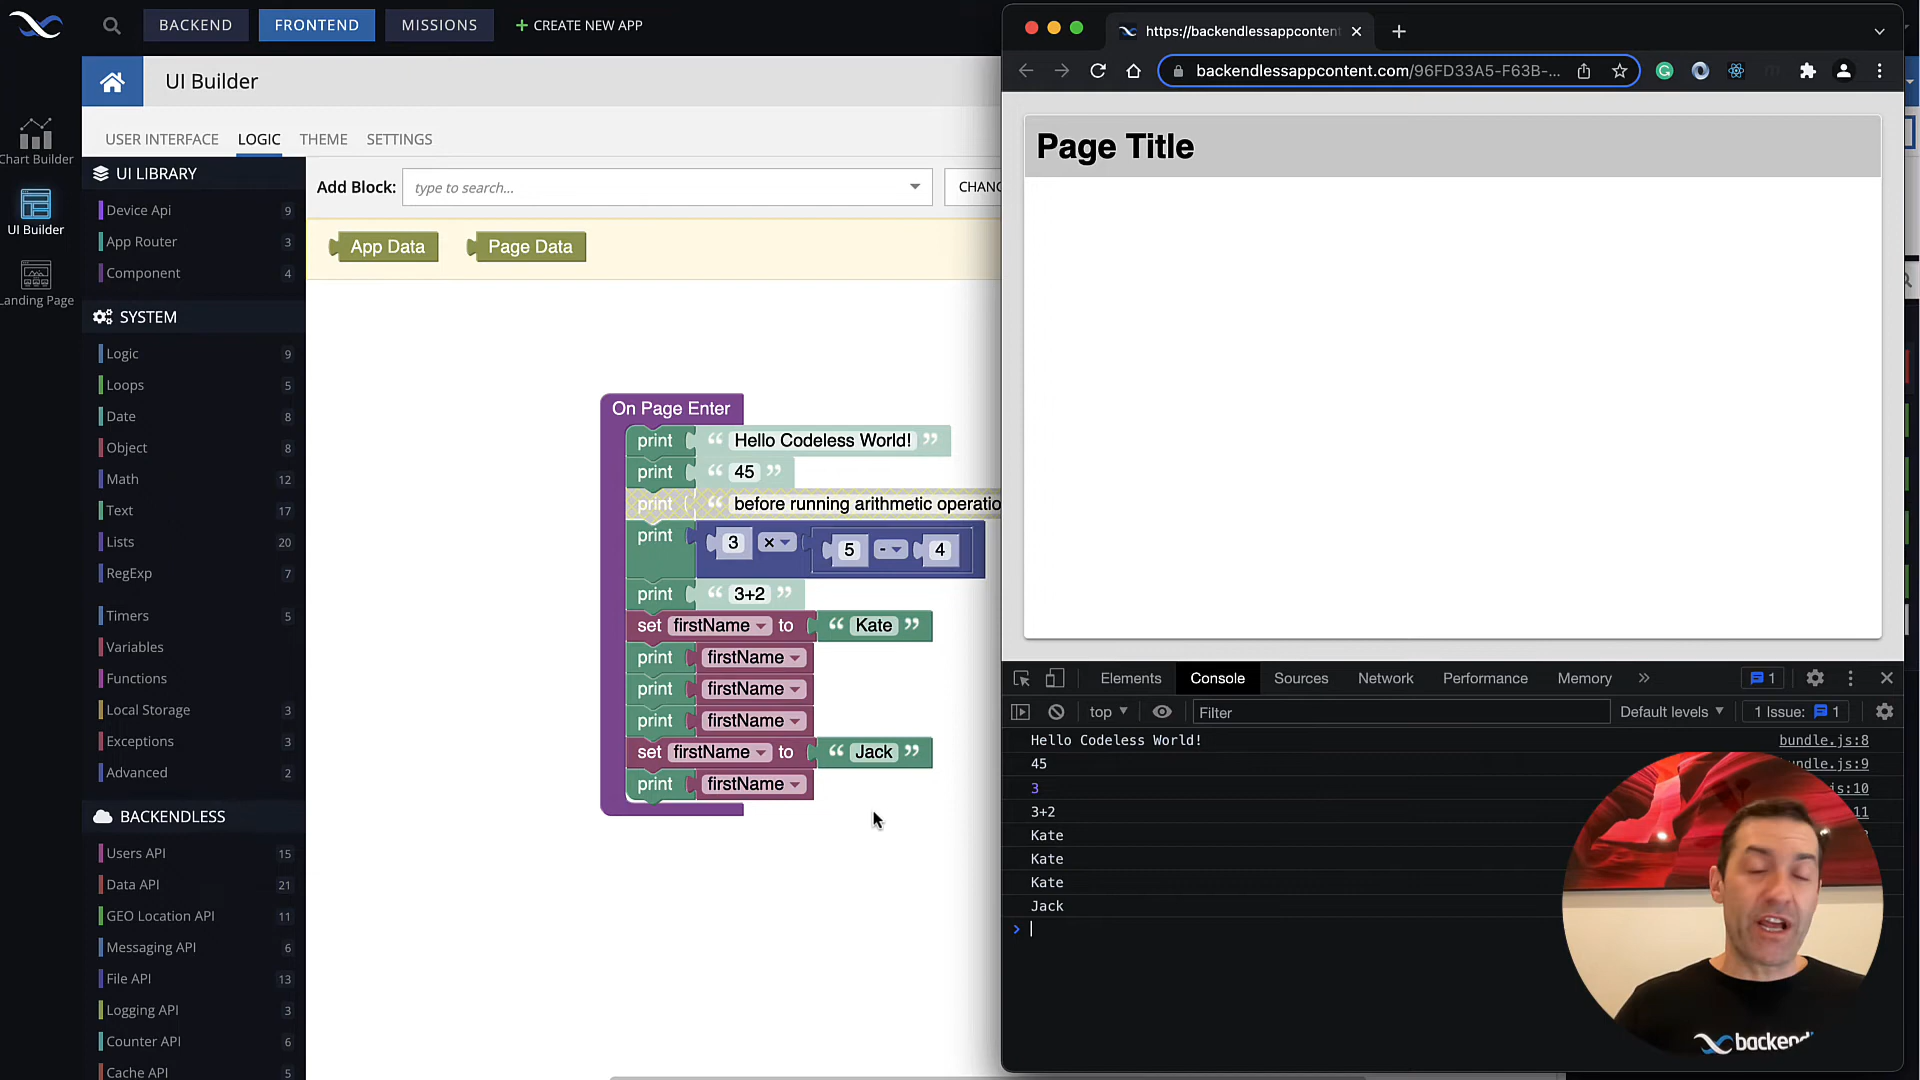 BACKEND
FRONTEND
MISSIONS
+ CREATE NEW APP
UI Builder
USER INTERFACE
LOGIC
THEME
SETTINGS
Chart Builder
UI Builder
Landing Page
UI LIBRARY
Device Api 9
App Router 3
Component 4
SYSTEM
Logic 9
Loops 5
Date 8
Object 8
Math 12
Text 17
Lists 20
RegExp 7
Timers 5
Variables
Functions
Local Storage 3
Exceptions 3
Advanced 2
BACKENDLESS
Users API 15
Data API 21
GEO Location API 11
Messaging API 6
File API 13
Logging API 3
Counter API 6
Cache API 5
Add Block: type to search...
CHANG
App Data
Page Data
On Page Enter
print “ Hello Codeless World! ”
print “ 45 ”
print “ before running arithmetic operatio
print 3 × 5 - 4
print “ 3+2 ”
set firstName to “ Kate ”
print firstName
print firstName
print firstName
set firstName to “ Jack ”
print firstName
https://backendlessappconten
backendlessappcontent.com/96FD33A5-F63B-...
Page Title
Elements Console Sources Network Performance Memory » 1
top Filter Default levels 1 Issue: 1
Hello Codeless World! bundle.js:8
45 undle.js:9
3 js:10
3+2 11
Kate
Kate
Kate
Jack
>
backend